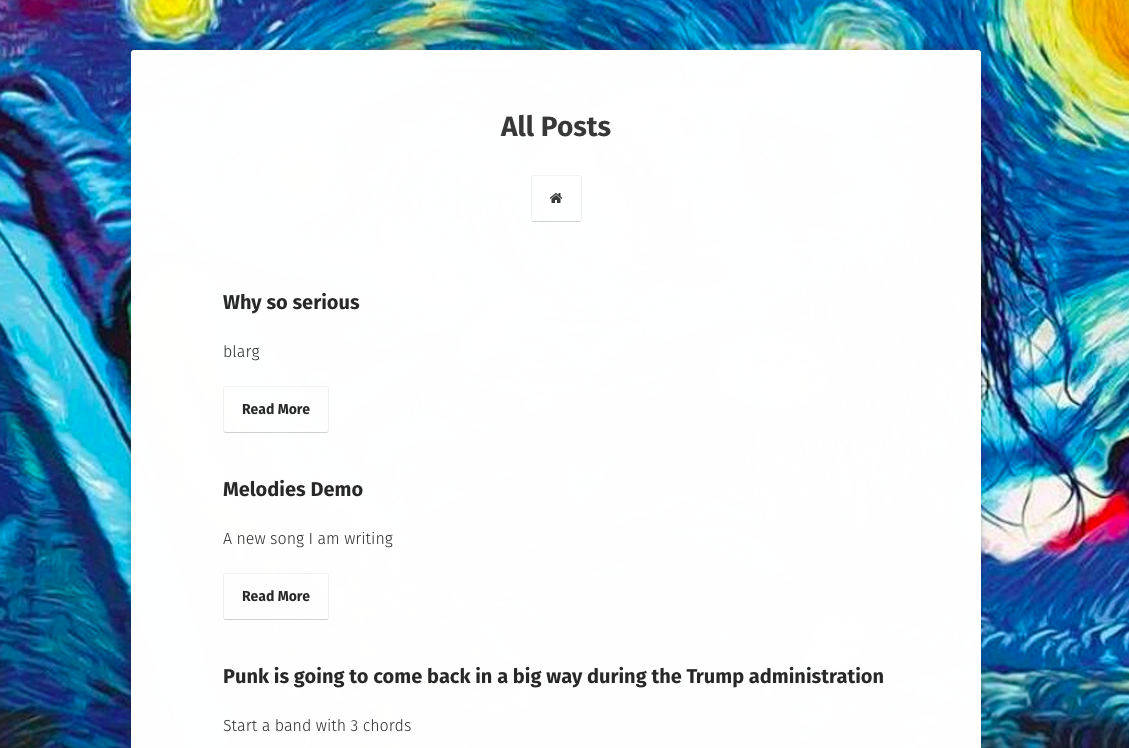 All Posts
Why so serious
blarg
Read More
Melodies Demo
A new song I am writing
Read More
Punk is going to come back in a big way during the Trump administration
Start a band with 3 chords